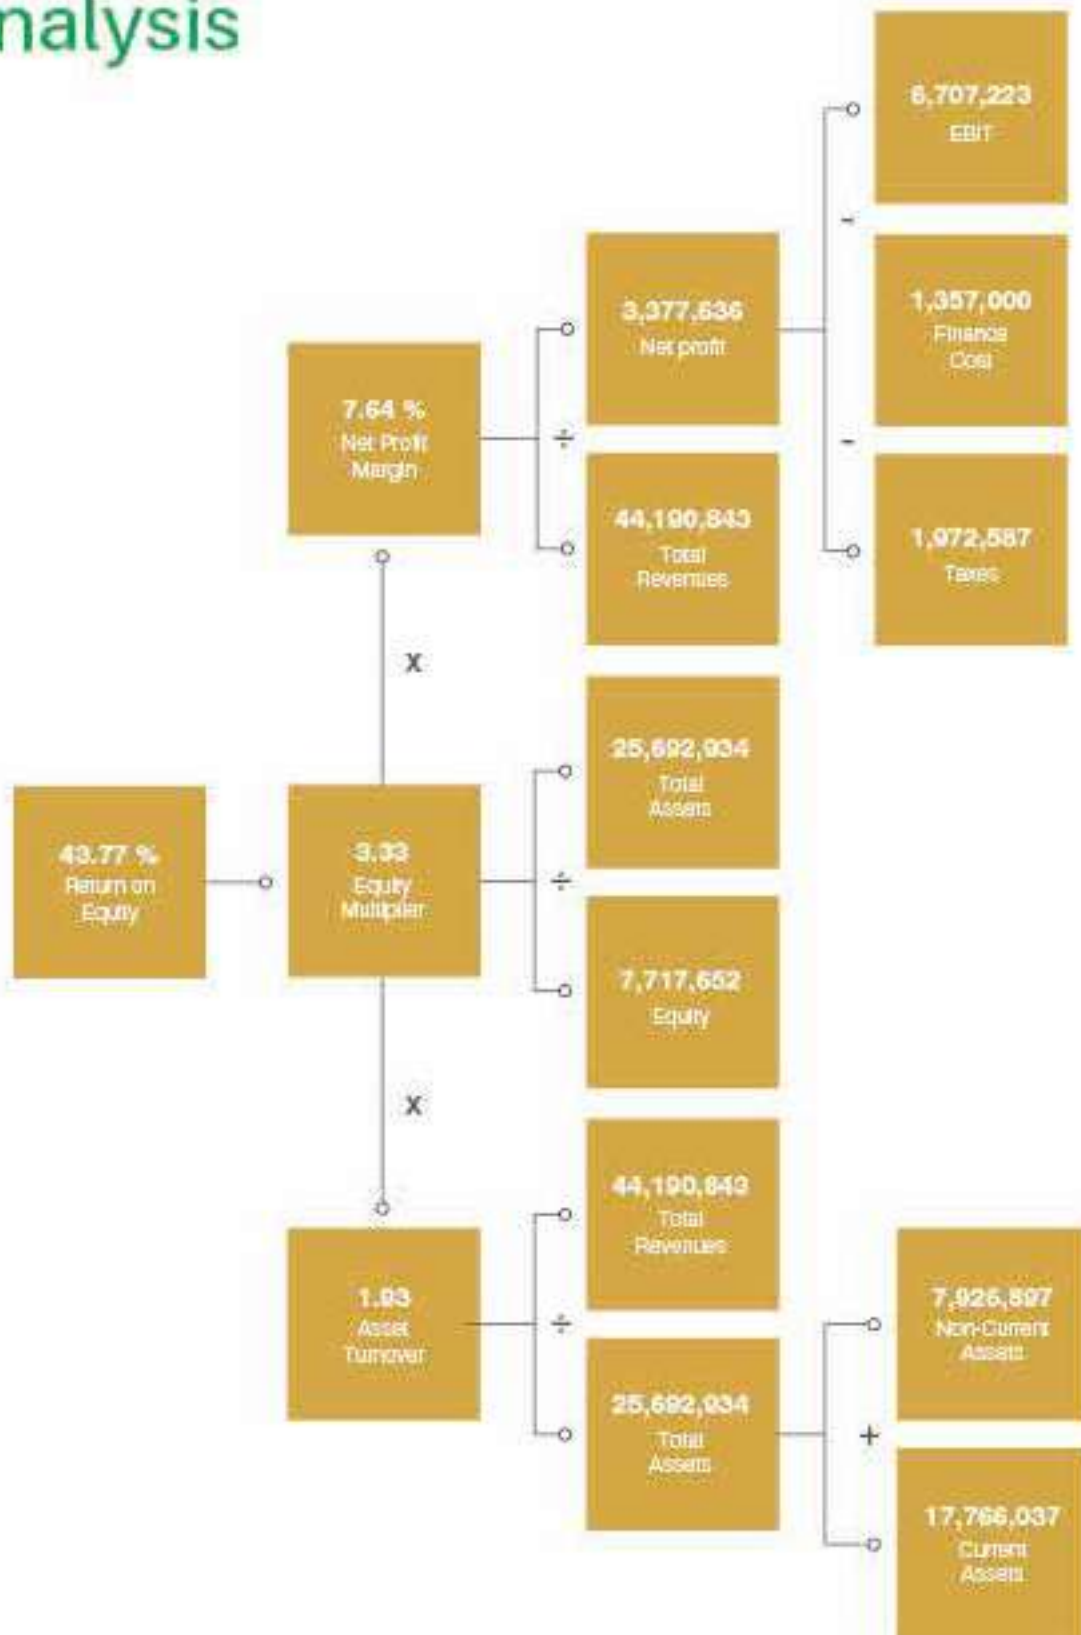 nalysis
6,707,223
EBIT
-
3,377,636
Net profit
1,357,000
Finance
Cost
7.64 %
Net Profit
Margin
÷
-
44,190,843
Total
Revenues
1,972,587
Taxes
X
25,692,934
Total
Assets
43.77 %
Return on
Equity
3.33
Equity
Multiplier
÷
7,717,652
Equity
X
44,190,843
Total
Revenues
1.93
Asset
Turnover
÷
7,926,897
Non-Current
Assets
25,692,934
Total
Assets
+
17,766,037
Current
Assets